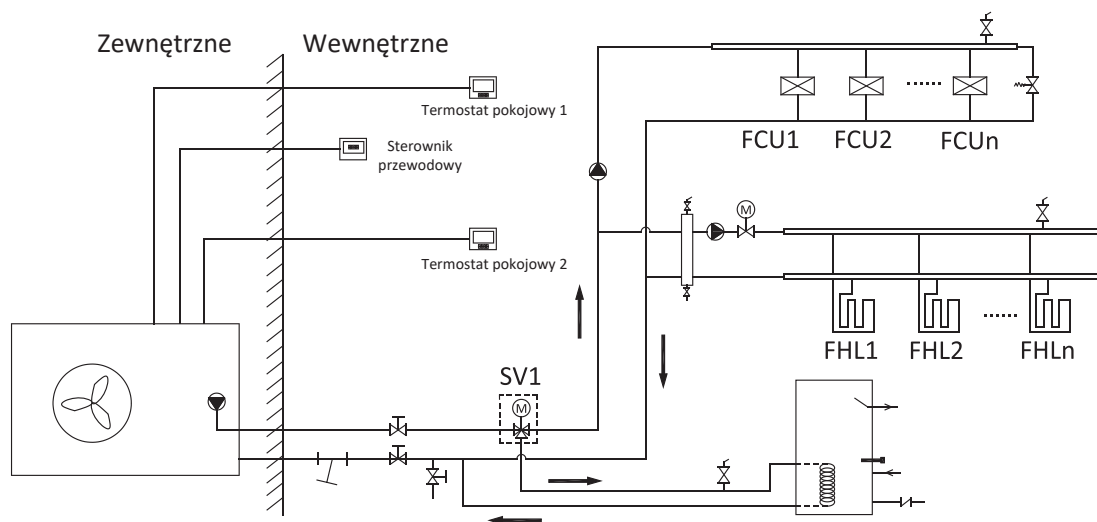 Zewnętrzne
Wewnętrzne
Termostat pokojowy 1
Sterownik
przewodowy
Termostat pokojowy 2
FCU1
FCU2
FCUn
M
FHL1
FHL2
FHLn
SV1
M